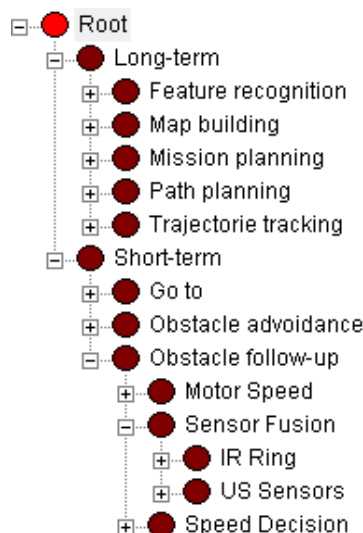 Root
Long-term
Feature recognition
Map building
Mission planning
Path planning
Trajectorie tracking
Short-term
Go to
Obstacle advoidance
Obstacle follow-up
Motor Speed
Sensor Fusion
IR Ring
US Sensors
Speed Decision